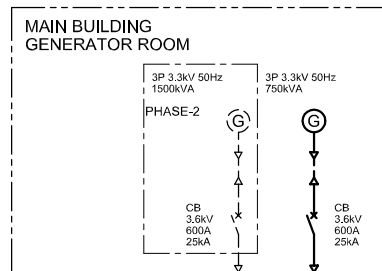 MAIN BUILDING
GENERATOR ROOM
3P 3.3kV 50Hz
1500kVA
3P 3.3kV 50Hz
750kVA
PHASE-2
G
G
CB
3.6kV
600A
25kA
CB
3.6kV
600A
25kA